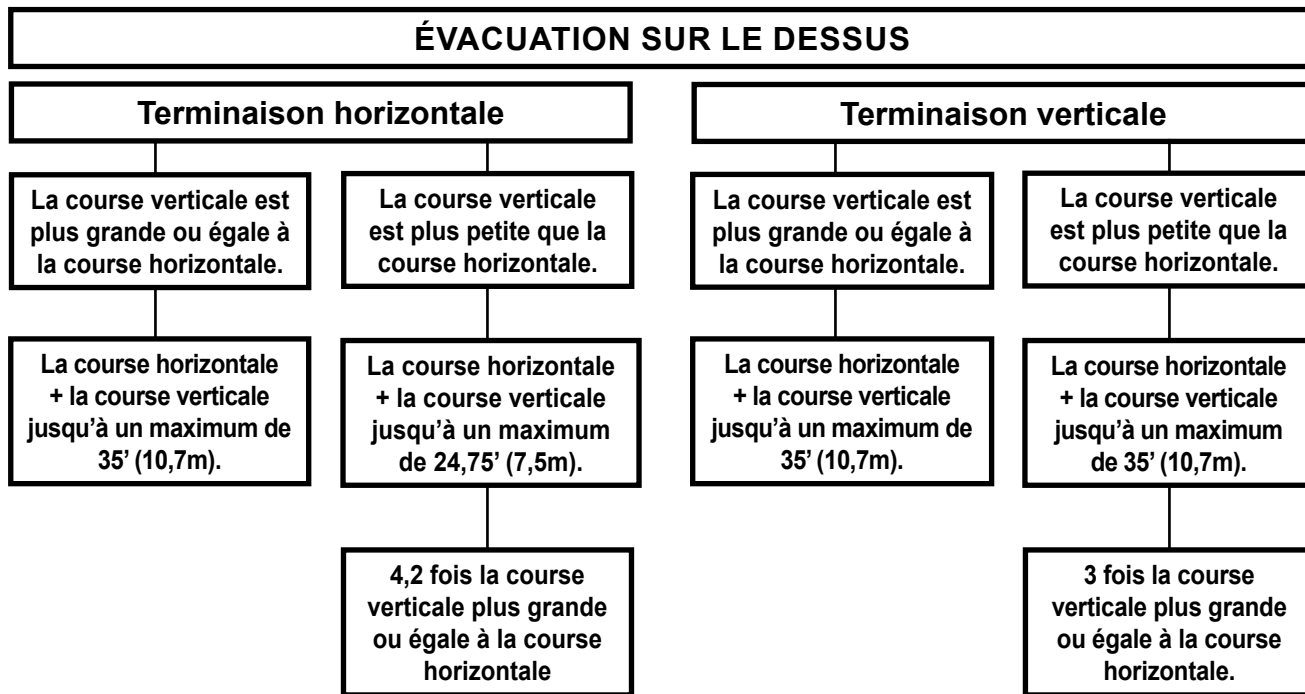 ÉVACUATION SUR LE DESSUS
Terminaison horizontale
La course verticale est
plus grande ou égale à
la course horizontale.
La course horizontale
+ la course verticale
jusqu’à un maximum de
35’ (10,7m).
La course verticale
est plus petite que la
course horizontale.
La course horizontale
+ la course verticale
jusqu’à un maximum
de 24,75’ (7,5m).
4,2 fois la course
verticale plus grande
ou égale à la course
horizontale
Terminaison verticale
La course verticale est
plus grande ou égale à
la course horizontale.
La course horizontale
+ la course verticale
jusqu’à un maximum de
35’ (10,7m).
La course verticale
est plus petite que la
course horizontale.
La course horizontale
+ la course verticale
jusqu’à un maximum
de 35’ (10,7m).
3 fois la course
verticale plus grande
ou égale à la course
horizontale.